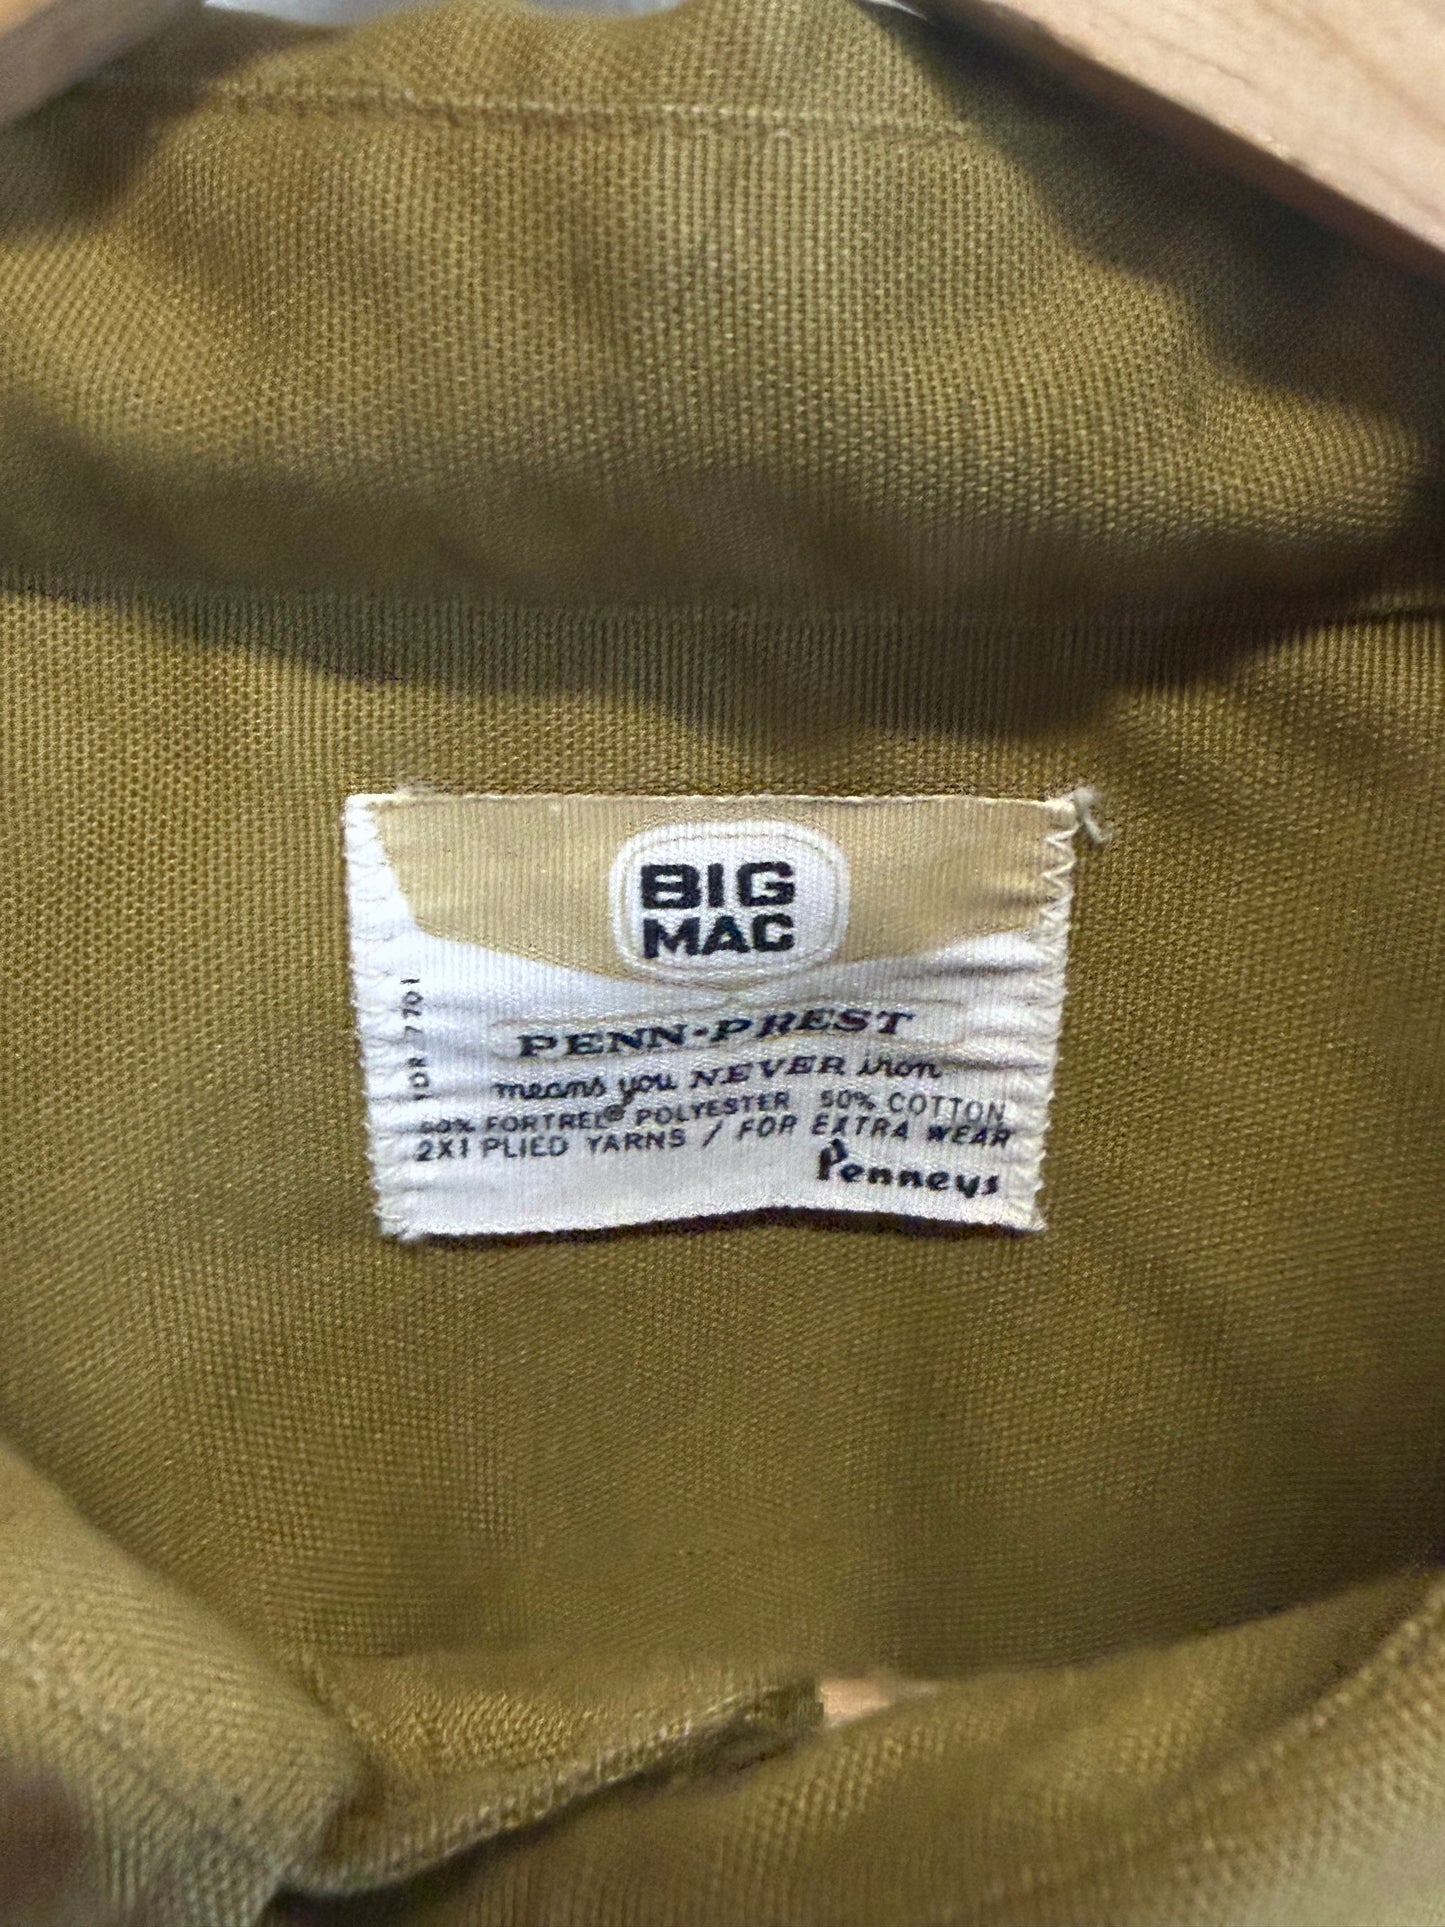 BIG
MAC
PENN-PREST
means you NEVER iron
50% FORTREL® POLYESTER 50% COTTON
2X1 PLIED YARNS / FOR EXTRA WEAR
Penneys
7701